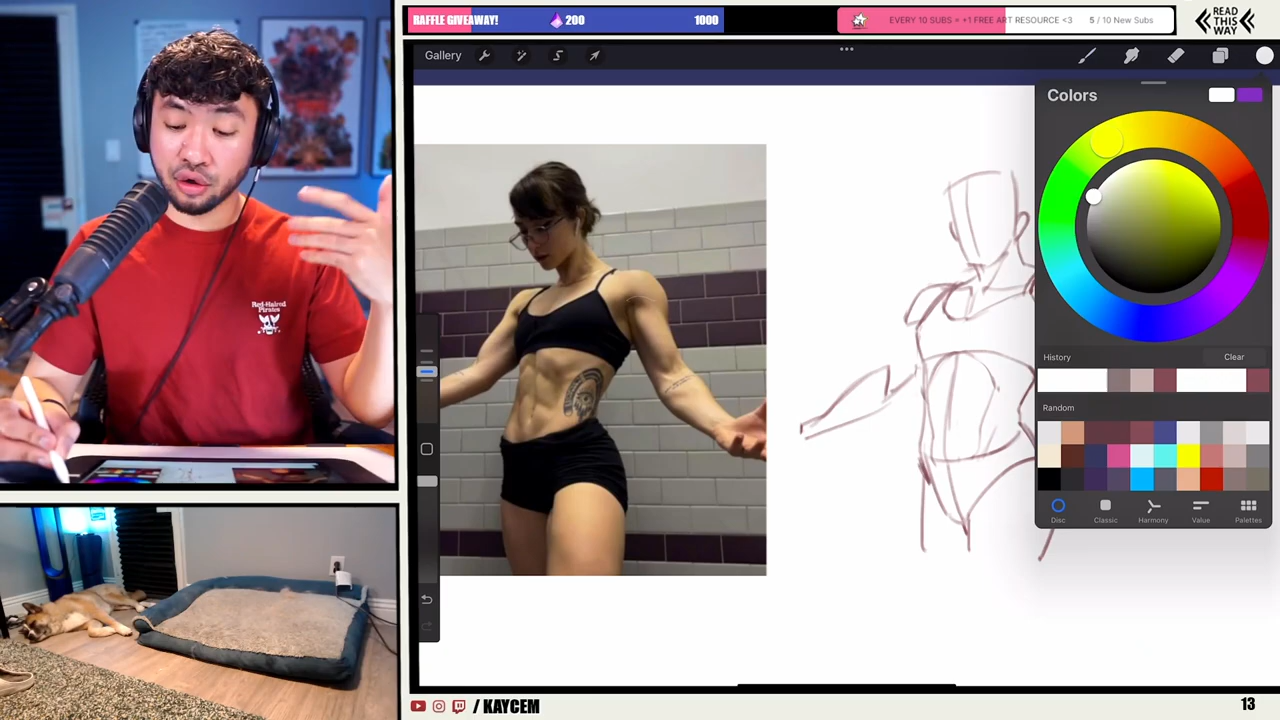 RAFFLE GIVEAWAY!
200
1000
EVERY 10 SUBS = +1 FREE ART RESOURCE <3
5 / 10 New Subs
READ
THIS
WAY
Gallery
Colors
History
Clear
Random
Disc
Classic
Harmony
Value
Palettes
Red-Haired
Pirates
/ KAYCEM
13